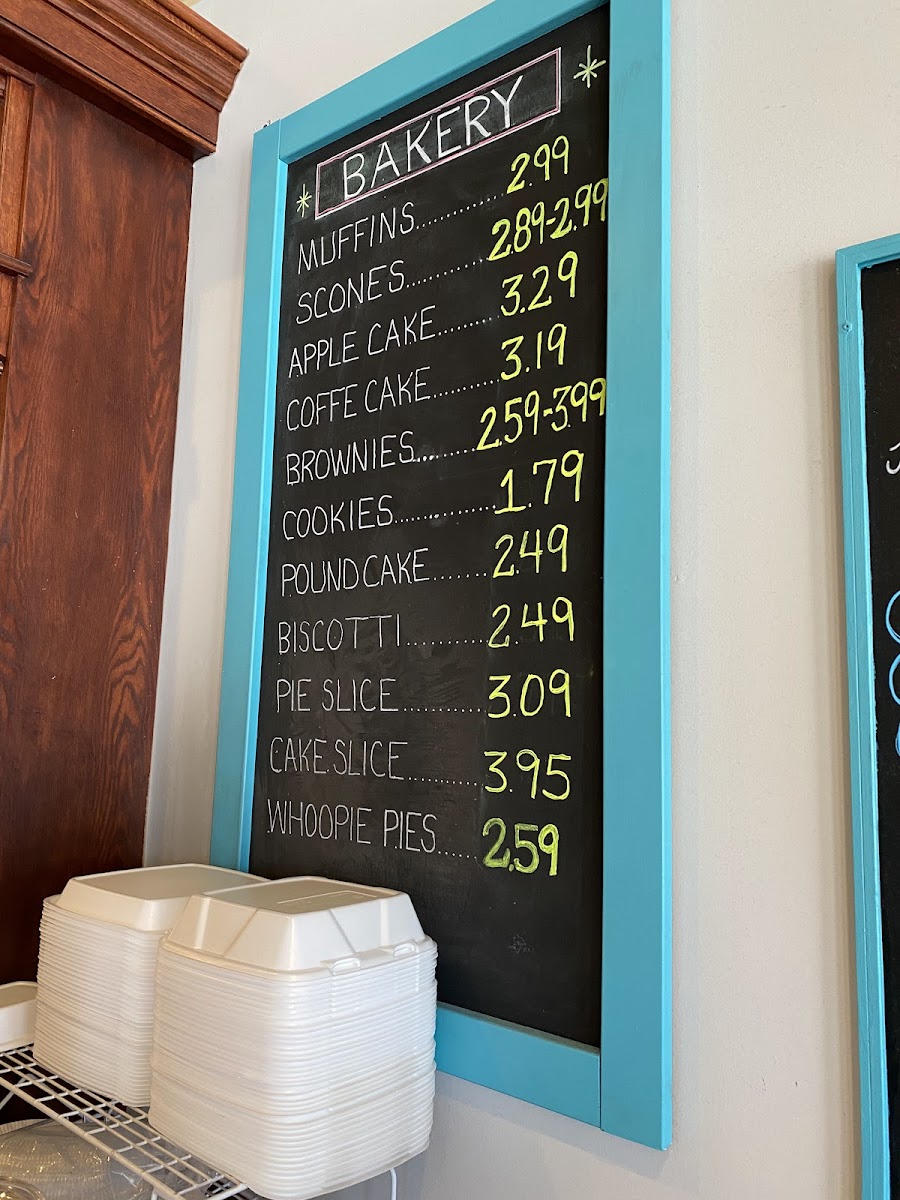 * BAKERY *
MUFFINS............ 2.99
SCONES........... 2.89-2.99
APPLE CAKE......... 3.29
COFFE CAKE.......... 3.19
BROWNIES.......... 2.59-3.99
COOKIES............... 1.79
POUND CAKE....... 2.49
BISCOTTI........... 2.49
PIE SLICE........... 3.09
CAKE SLICE.......... 3.95
WHOOPIE PIES...... 2.59